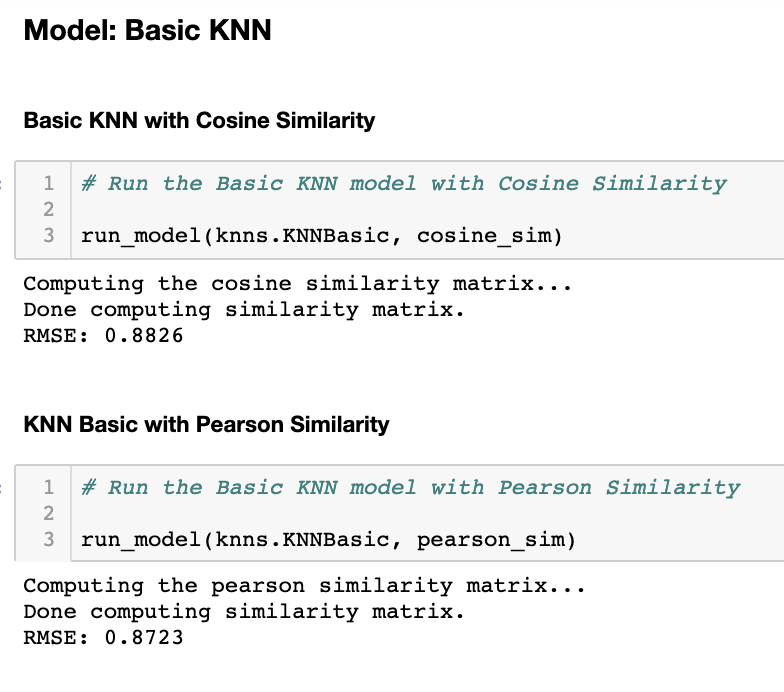 Model: Basic KNN
Basic KNN with Cosine Similarity
1 # Run the Basic KNN model with Cosine Similarity
2
3 run_model(knns.KNNBasic, cosine_sim)
Computing the cosine similarity matrix...
Done computing similarity matrix.
RMSE: 0.8826
KNN Basic with Pearson Similarity
1 # Run the Basic KNN model with Pearson Similarity
2
3 run_model(knns.KNNBasic, pearson_sim)
Computing the pearson similarity matrix...
Done computing similarity matrix.
RMSE: 0.8723